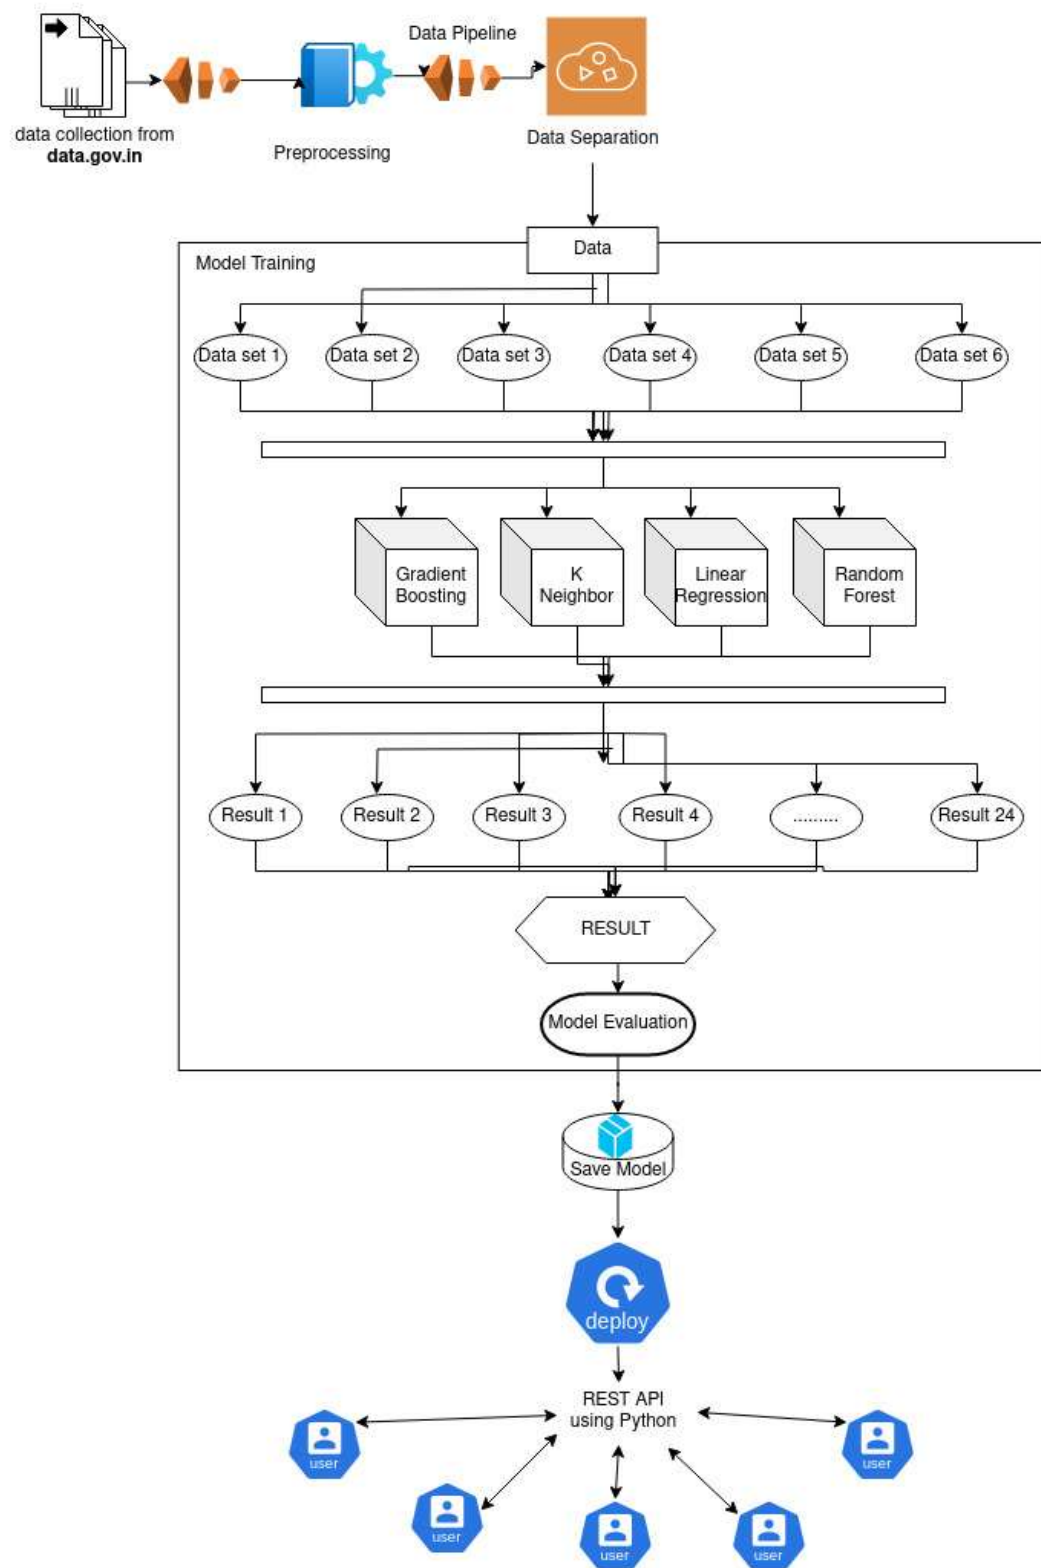 Data Pipeline
data collection from
data.gov.in
Preprocessing
Data Separation
Data
Model Training
Data set 1
Data set 2
Data set 3
Data set 4
Data set 5
Data set 6
Gradient
Boosting
K
Neighbor
Linear
Regression
Random
Forest
Result 1
Result 2
Result 3
Result 4
.........
Result 24
RESULT
Model Evaluation
Save Model
deploy
REST API
using Python
user
user
user
user
user